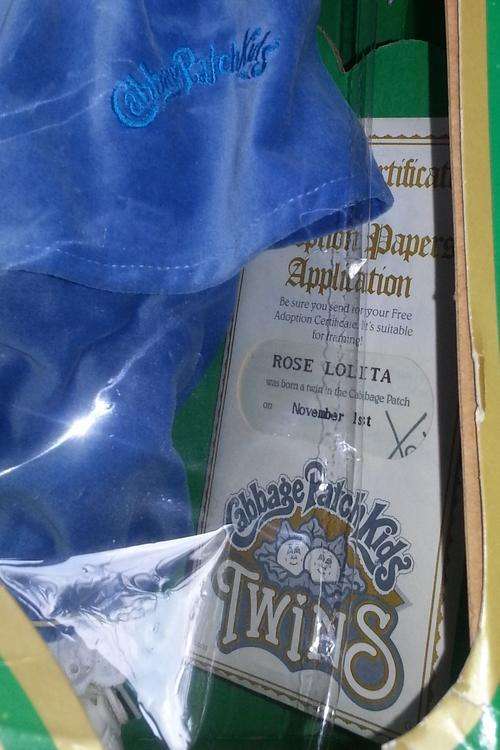 Cabbage Patch Kids
Papers
Application
Be sure you send for your Free
Adoption Certificate. It's suitable
for framing!
ROSE LOLITA
was born a twin in the Cabbage Patch
on November 1st
Cabbage Patch Kids
TWINS